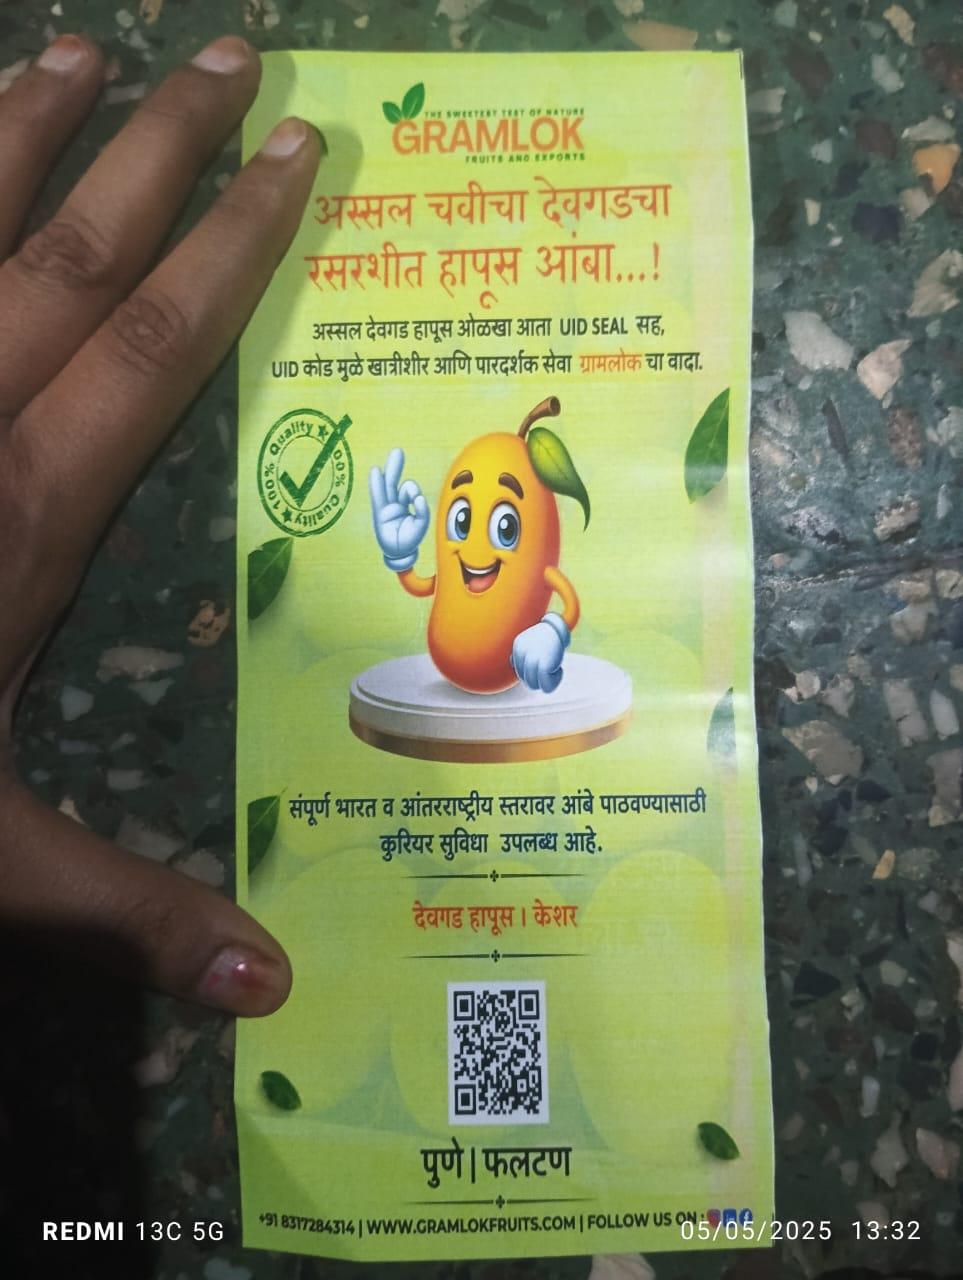 THE SWEETEST TEST OF NATURE
GRAMLOK
FRUITS AND EXPORTS
अस्सल चवीचा देवगडचा
रसरशीत हापूस आंबा...!
अस्सल देवगड हापूस ओळखा आता UID SEAL सह,
UID कोड मुळे खात्रीशीर आणि पारदर्शक सेवा ग्रामलोक चा वादा.
100% Quality
100% Quality
संपूर्ण भारत व आंतरराष्ट्रीय स्तरावर आंबे पाठवण्यासाठी
कुरियर सुविधा उपलब्ध आहे.
देवगड हापूस । केशर
पुणे | फलटण
+91 8317284314 | WWW.GRAMLOKFRUITS.COM | FOLLOW US ON :
REDMI 13C 5G
05/05/2025 13:32